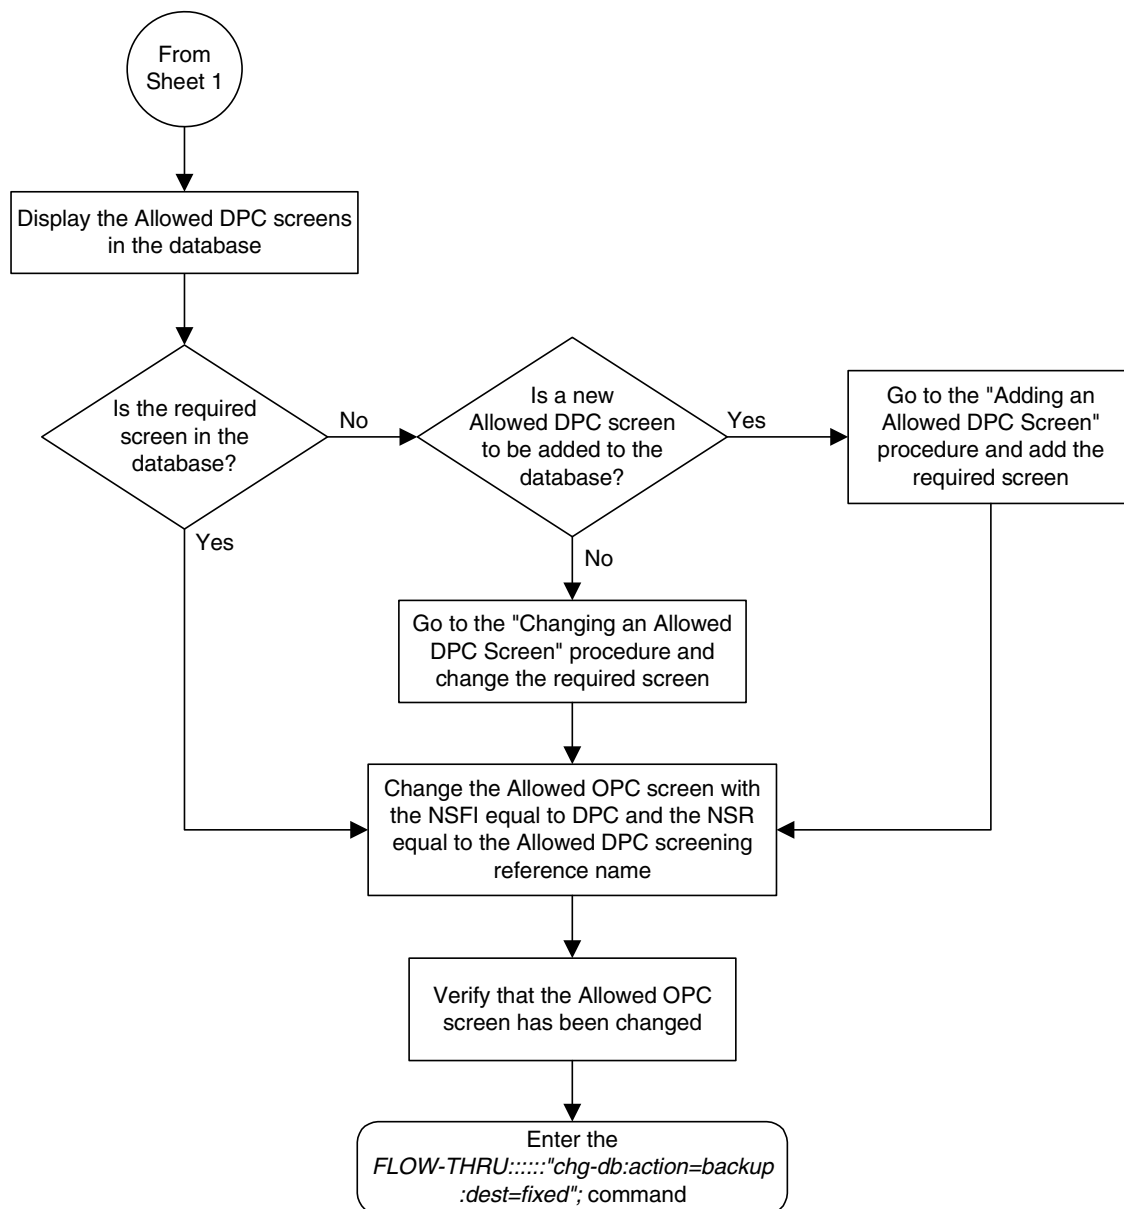 From
Sheet 1
Display the Allowed DPC screens
in the database
Is the required
screen in the
database?
No
Is a new
Allowed DPC screen
to be added to the
database?
Yes
Go to the "Adding an
Allowed DPC Screen"
procedure and add the
required screen
Yes
No
Go to the "Changing an Allowed
DPC Screen" procedure and
change the required screen
Change the Allowed OPC screen with
the NSFI equal to DPC and the NSR
equal to the Allowed DPC screening
reference name
Verify that the Allowed OPC
screen has been changed
Enter the
FLOW-THRU::::::"chg-db:action=backup
:dest=fixed"; command